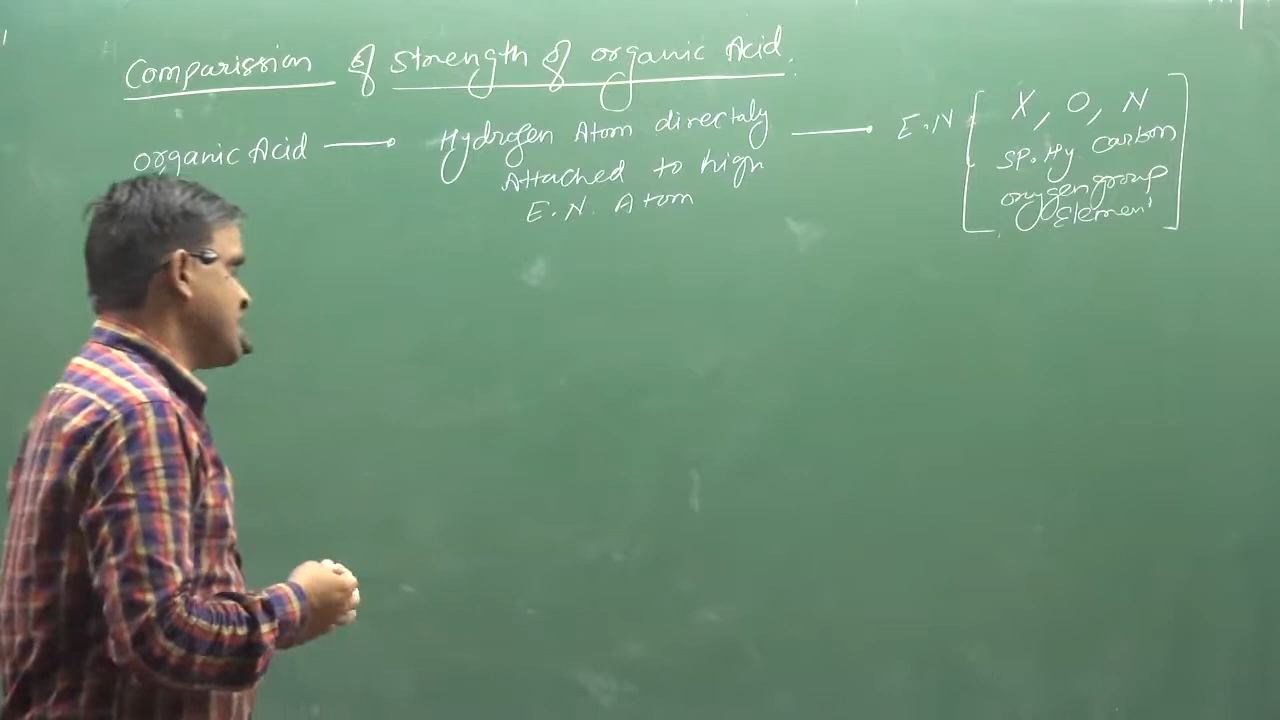 Comparission of strength of organic Acid.
organic Acid → Hydrogen Atom directaly → E.N [ X, O, N
Attached to high SP. Hy carbon
E.N. Atom oxygen group
Element ]